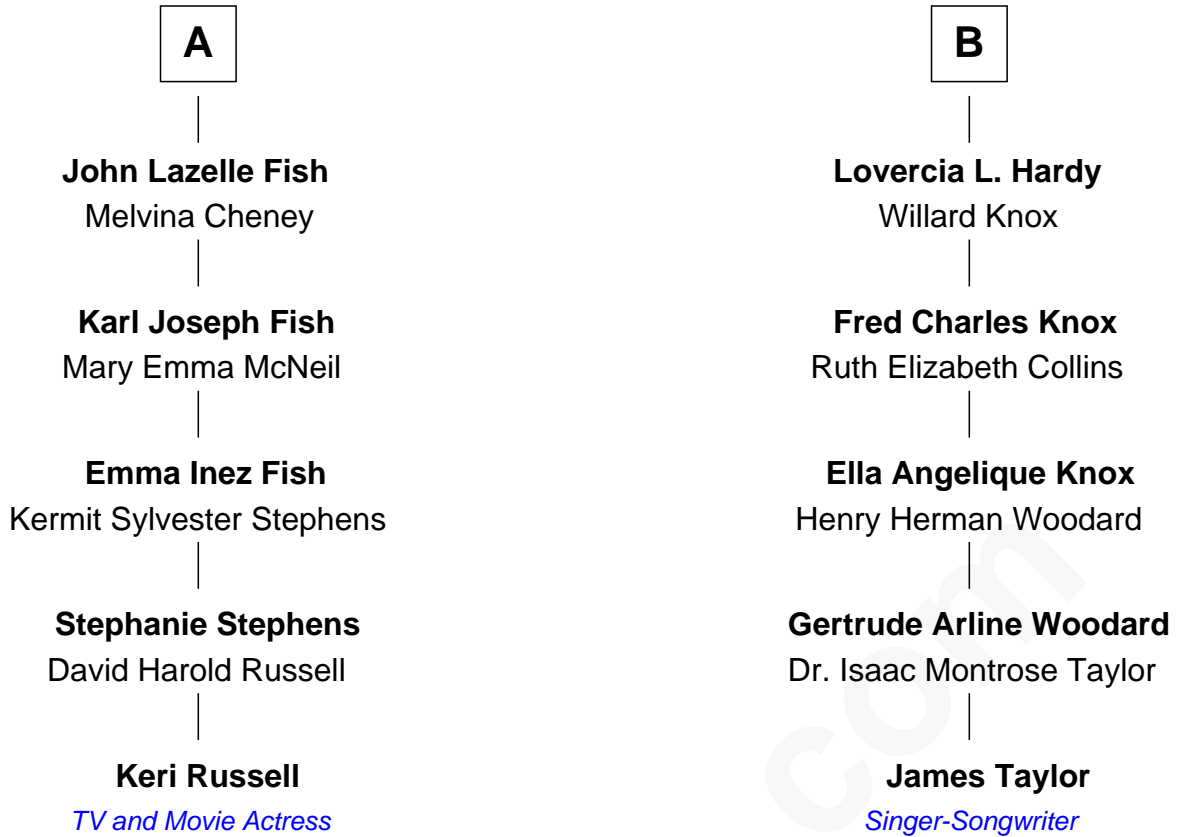 A
John Lazelle Fish
Melvina Cheney
Karl Joseph Fish
Mary Emma McNeil
Emma Inez Fish
Kermit Sylvester Stephens
Stephanie Stephens
David Harold Russell
Keri Russell
TV and Movie Actress
B
Lovercia L. Hardy
Willard Knox
Fred Charles Knox
Ruth Elizabeth Collins
Ella Angelique Knox
Henry Herman Woodard
Gertrude Arline Woodard
Dr. Isaac Montrose Taylor
James Taylor
Singer-Songwriter
com